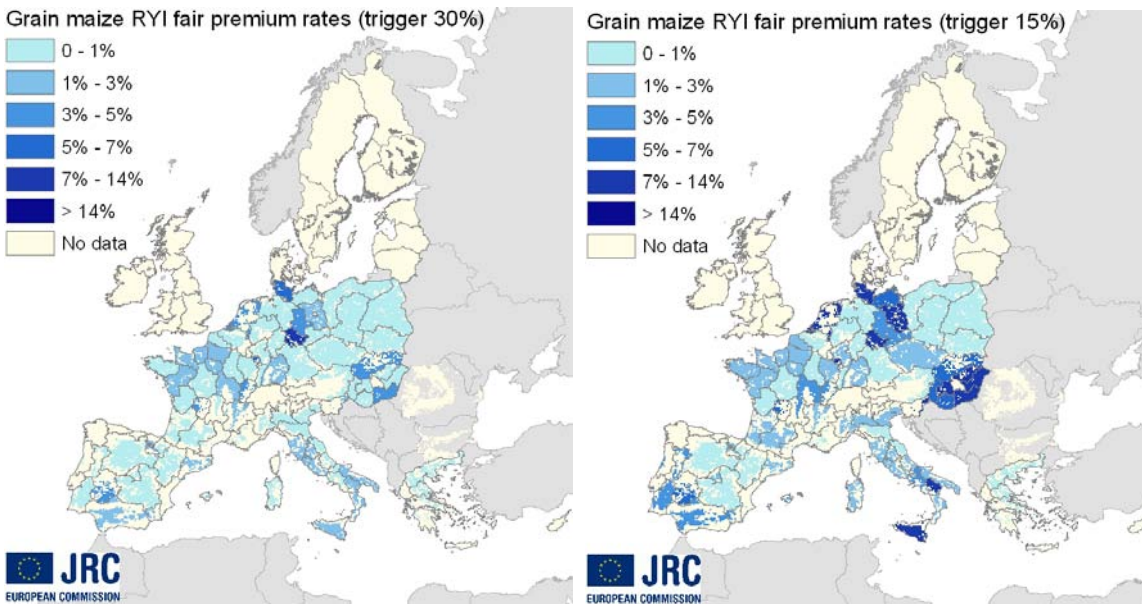 Grain maize RYI fair premium rates (trigger 30%)
0 - 1%
1% - 3%
3% - 5%
5% - 7%
7% - 14%
> 14%
No data
JRC
EUROPEAN COMMISSION
Grain maize RYI fair premium rates (trigger 15%)
0 - 1%
1% - 3%
3% - 5%
5% - 7%
7% - 14%
> 14%
No data
JRC
EUROPEAN COMMISSION